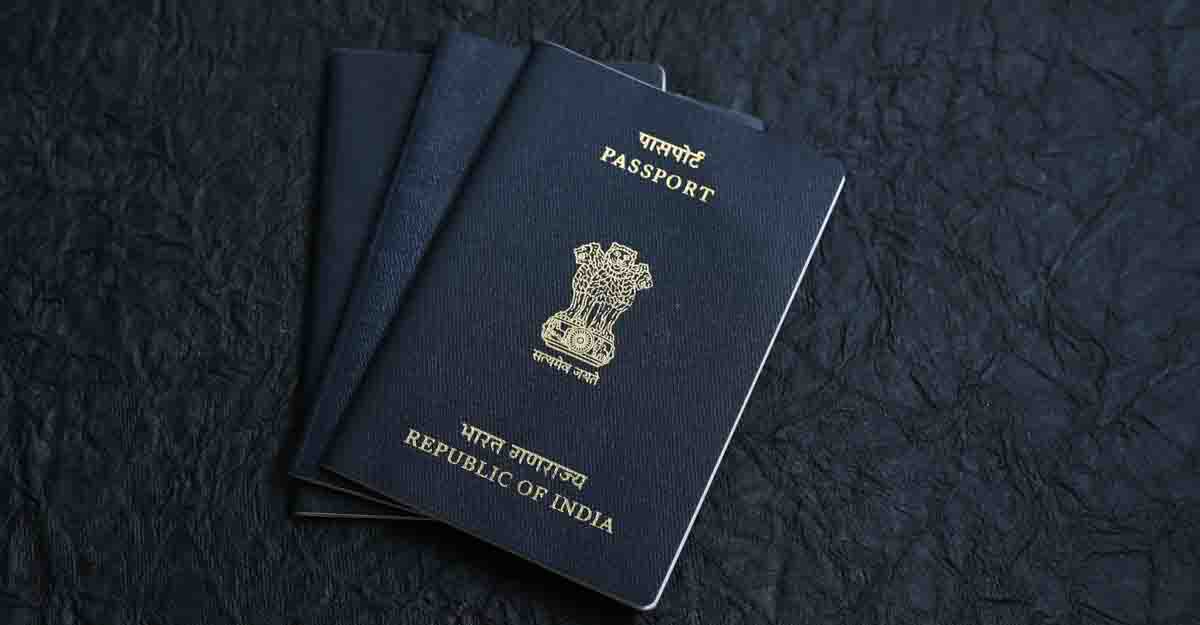 पासपोर्ट
PASSPORT
सत्यमेव जयते
भारत गणराज्य
REPUBLIC OF INDIA